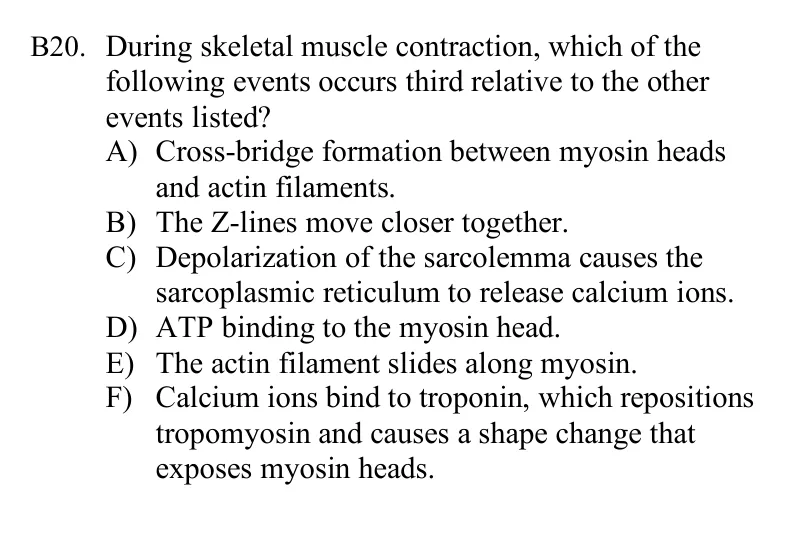 B20. During skeletal muscle contraction, which of the
following events occurs third relative to the other
events listed?
A) Cross-bridge formation between myosin heads
and actin filaments.
B) The Z-lines move closer together.
C) Depolarization of the sarcolemma causes the
sarcoplasmic reticulum to release calcium ions.
D) ATP binding to the myosin head.
E) The actin filament slides along myosin.
F) Calcium ions bind to troponin, which repositions
tropomyosin and causes a shape change that
exposes myosin heads.